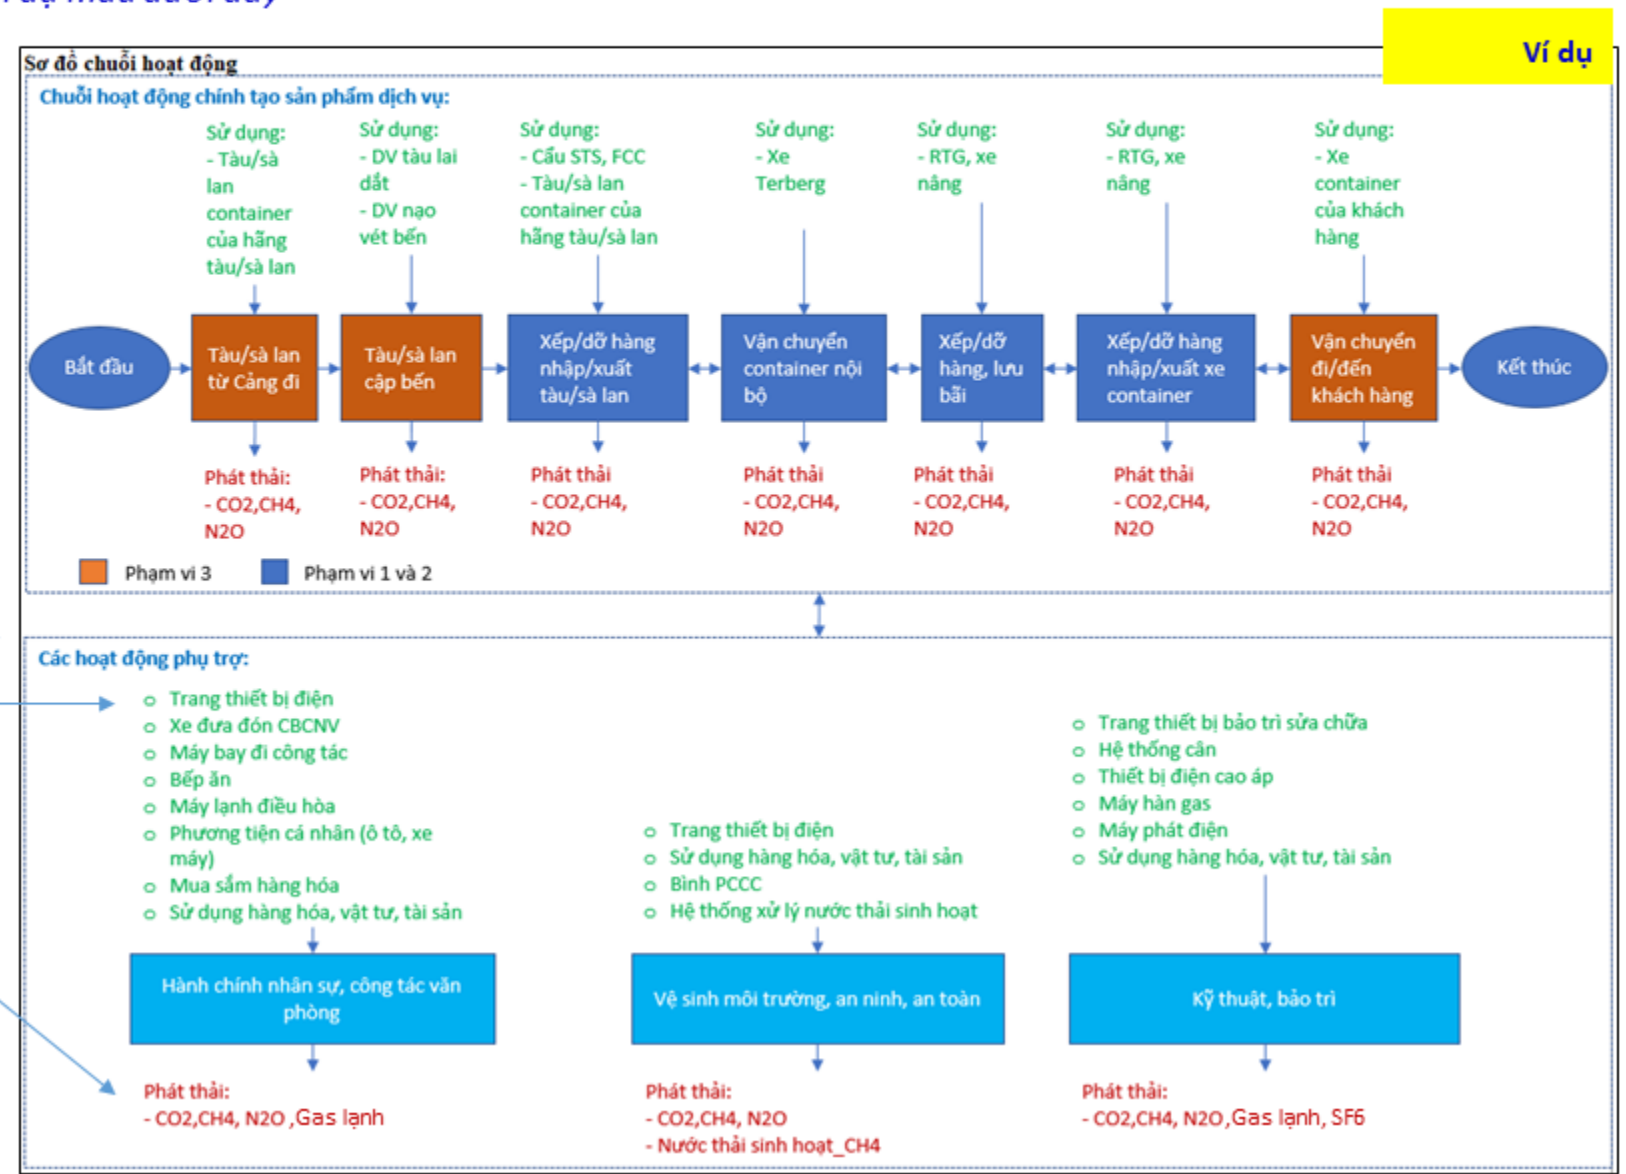 Ví dụ
Sơ đồ chuỗi hoạt động
Chuỗi hoạt động chính tạo sản phẩm dịch vụ:
Sử dụng:
- Tàu/sà
lan
container
của hãng
tàu/sà lan
Sử dụng:
- DV tàu lai
dắt
- DV nạo
vét bến
Sử dụng:
- Cẩu STS, FCC
- Tàu/sà lan
container của
hãng tàu/sà lan
Sử dụng:
- Xe
Terberg
Sử dụng:
- RTG, xe
nâng
Sử dụng:
- RTG, xe
nâng
Sử dụng:
- Xe
container
của khách
hàng
Bắt đầu
Tàu/sà lan
từ Cảng đi
Tàu/sà lan
cập bến
Xếp/dỡ hàng
nhập/xuất
tàu/sà lan
Vận chuyển
container nội
bộ
Xếp/dỡ
hàng, lưu
bãi
Xếp/dỡ hàng
nhập/xuất xe
container
Vận chuyển
đi/đến
khách hàng
Kết thúc
Phát thải:
- CO2,CH4,
N2O
Phát thải:
- CO2,CH4,
N2O
Phát thải
- CO2,CH4,
N2O
Phát thải
- CO2,CH4,
N2O
Phát thải
- CO2,CH4,
N2O
Phát thải
- CO2,CH4,
N2O
Phát thải
- CO2,CH4,
N2O
Phạm vi 3
Phạm vi 1 và 2
Các hoạt động phụ trợ:
o Trang thiết bị điện
o Xe đưa đón CBCNV
o Máy bay đi công tác
o Bếp ăn
o Máy lạnh điều hòa
o Phương tiện cá nhân (ô tô, xe
máy)
o Mua sắm hàng hóa
o Sử dụng hàng hóa, vật tư, tài sản
Hành chính nhân sự, công tác văn
phòng
Phát thải:
- CO2,CH4, N2O ,Gas lạnh
o Trang thiết bị điện
o Sử dụng hàng hóa, vật tư, tài sản
o Bình PCCC
o Hệ thống xử lý nước thải sinh hoạt
Vệ sinh môi trường, an ninh, an toàn
Phát thải:
- CO2,CH4, N2O
- Nước thải sinh hoạt_CH4
o Trang thiết bị bảo trì sửa chữa
o Hệ thống cân
o Thiết bị điện cao áp
o Máy hàn gas
o Máy phát điện
o Sử dụng hàng hóa, vật tư, tài sản
Kỹ thuật, bảo trì
Phát thải:
- CO2,CH4, N2O,Gas lạnh, SF6